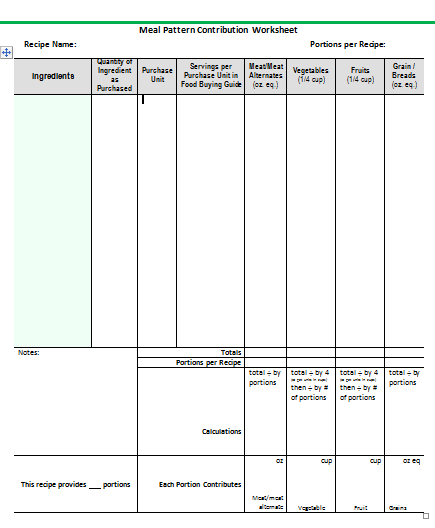 Meal Pattern Contribution Worksheet
Recipe Name: Portions per Recipe:
Ingredients
Quantity of
Ingredient
as
Purchased
Purchase
Unit
Servings per
Purchase Unit in
Food Buying Guide
Meat/Meat
Alternates
(oz. eq.)
Vegetables
(1/4 cup)
Fruits
(1/4 cup)
Grain /
Breads
(oz. eq.)
Notes:
Totals
Portions per Recipe
Calculations
total ÷ by
portions
total ÷ by 4
then ÷ by #
of portions
total ÷ by 4
then ÷ by #
of portions
total ÷ by
portions
This recipe provides ___ portions
Each Portion Contributes
oz
Meat/meat
alternate
cup
Vegetable
cup
Fruit
oz eq
Grains